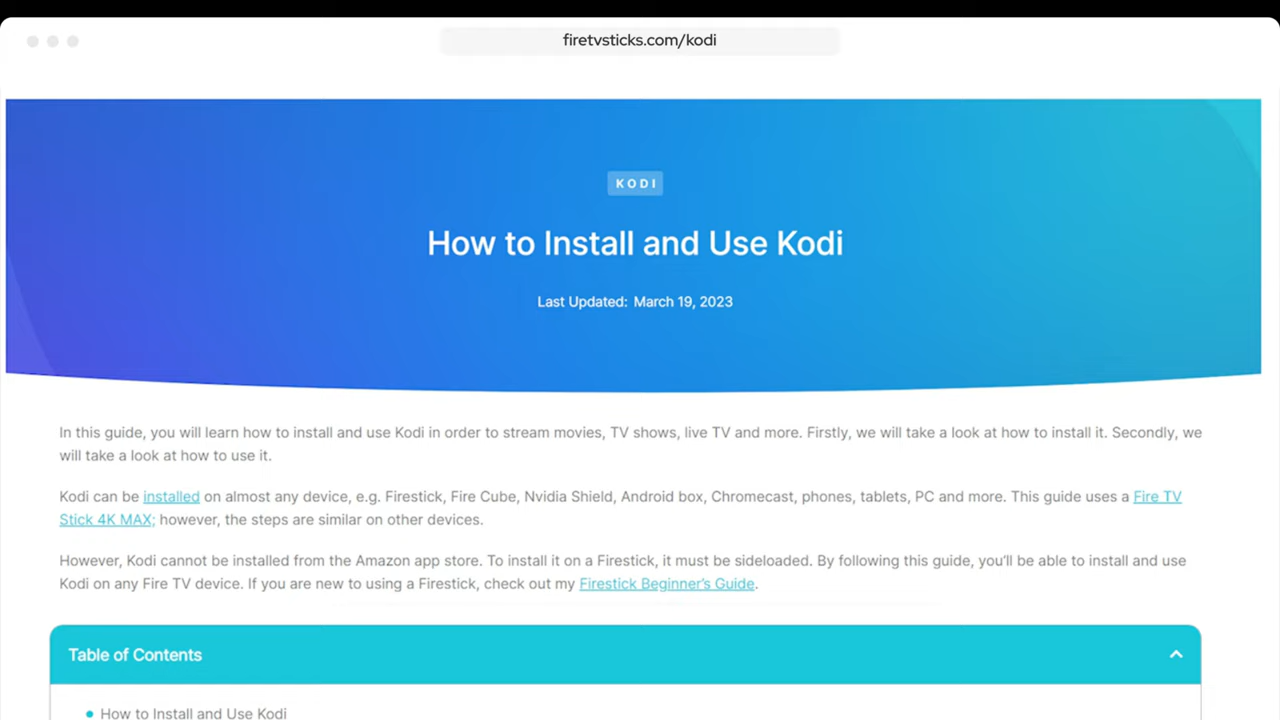 firetvsticks.com/kodi
KODI
How to Install and Use Kodi
Last Updated: March 19, 2023
In this guide, you will learn how to install and use Kodi in order to stream movies, TV shows, live TV and more. Firstly, we will take a look at how to install it. Secondly, we
will take a look at how to use it.
Kodi can be installed on almost any device, e.g. Firestick, Fire Cube, Nvidia Shield, Android box, Chromecast, phones, tablets, PC and more. This guide uses a Fire TV
Stick 4K MAX; however, the steps are similar on other devices.
However, Kodi cannot be installed from the Amazon app store. To install it on a Firestick, it must be sideloaded. By following this guide, you'll be able to install and use
Kodi on any Fire TV device. If you are new to using a Firestick, check out my Firestick Beginner's Guide.
Table of Contents
How to Install and Use Kodi